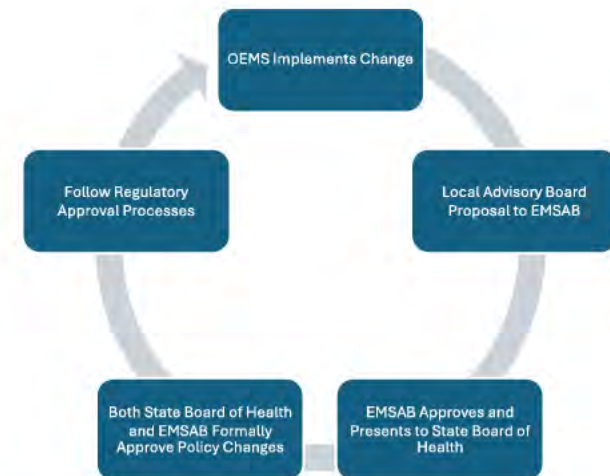 OEMS Implements Change
Local Advisory Board
Proposal to EMSAB
EMSAB Approves and
Presents to State Board of
Health
Both State Board of Health
and EMSAB Formally
Approve Policy Changes
Follow Regulatory
Approval Processes